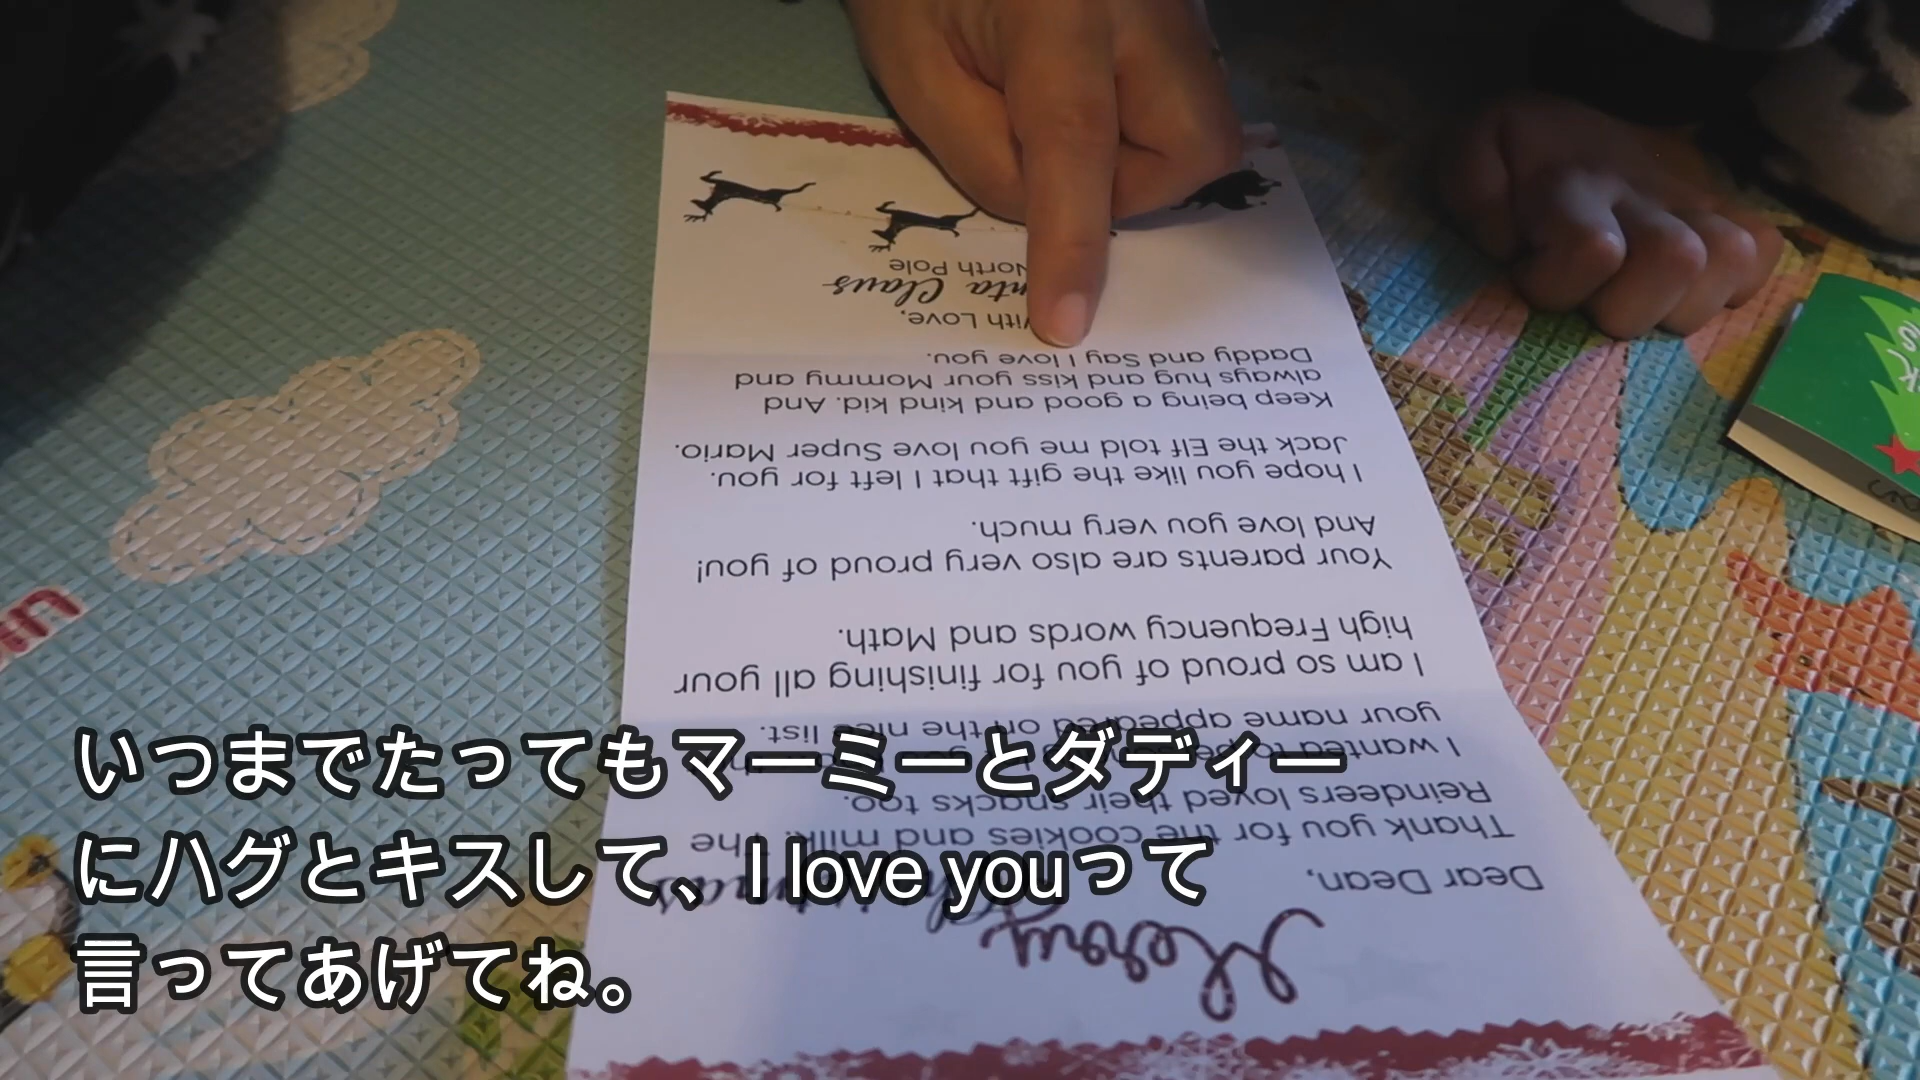 Merry
Christmas
Dear Dean,
Thank you for the cookies and milk. The
Reindeers loved their snacks too.
I wanted to
your name appeared on the nice list.
I am so proud of you for finishing all your
high Frequency words and Math.
Your parents are also very proud of you!
And love you very much.
I hope you like the gift that I left for you.
Jack the Elf told me you love Super Mario.
Keep being a good and kind kid. And
always hug and kiss your Mommy and
Daddy and Say I love you.
With Love,
nta Claus
North Pole
いつまでたってもマーミーとダディー
にハグとキスして、I love youって
言ってあげてね。